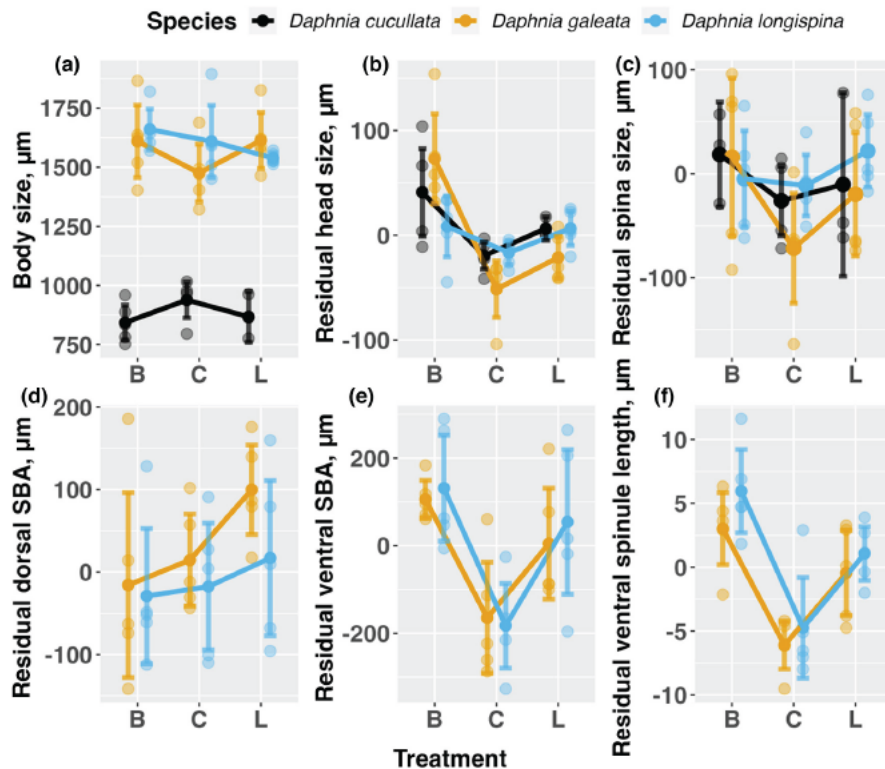 Species Daphnia cucullata Daphnia galeata Daphnia longispina
(a) (b) (c)
Body size, µm
1750
1500
1250
1000
750
B C L
Residual head size, µm
100
0
-100
B C L
Residual spina size, µm
100
0
-100
B C L
(d) (e) (f)
Residual dorsal SBA, µm
200
100
0
-100
B C L
Residual ventral SBA, µm
200
0
-200
B C L
Residual ventral spinule length, µm
10
5
0
-5
-10
B C L
Treatment